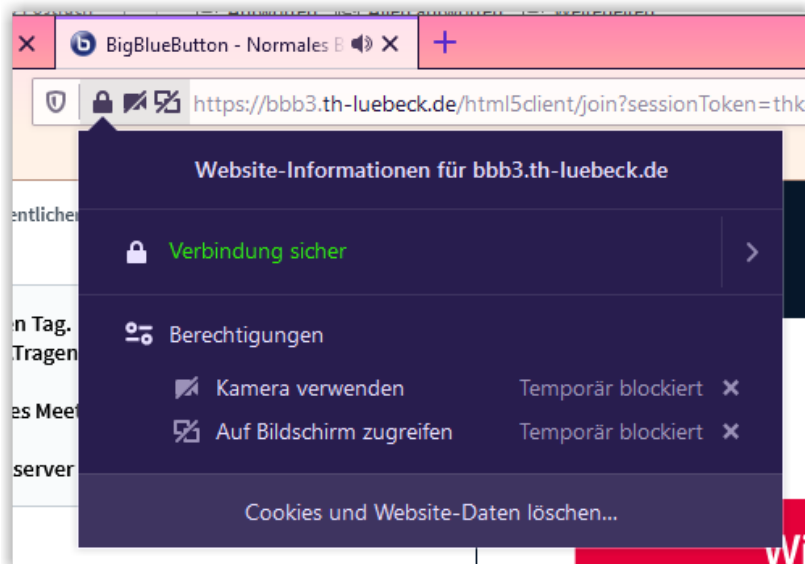 BigBlueButton - Normales B
https://bbb3.th-luebeck.de/html5client/join?sessionToken=thk
Website-Informationen für bbb3.th-luebeck.de
entlicher
Verbindung sicher
n Tag.
Tragen
Berechtigungen
Kamera verwenden Temporär blockiert
es Meet
Auf Bildschirm zugreifen Temporär blockiert
server
Cookies und Website-Daten löschen...
Wi